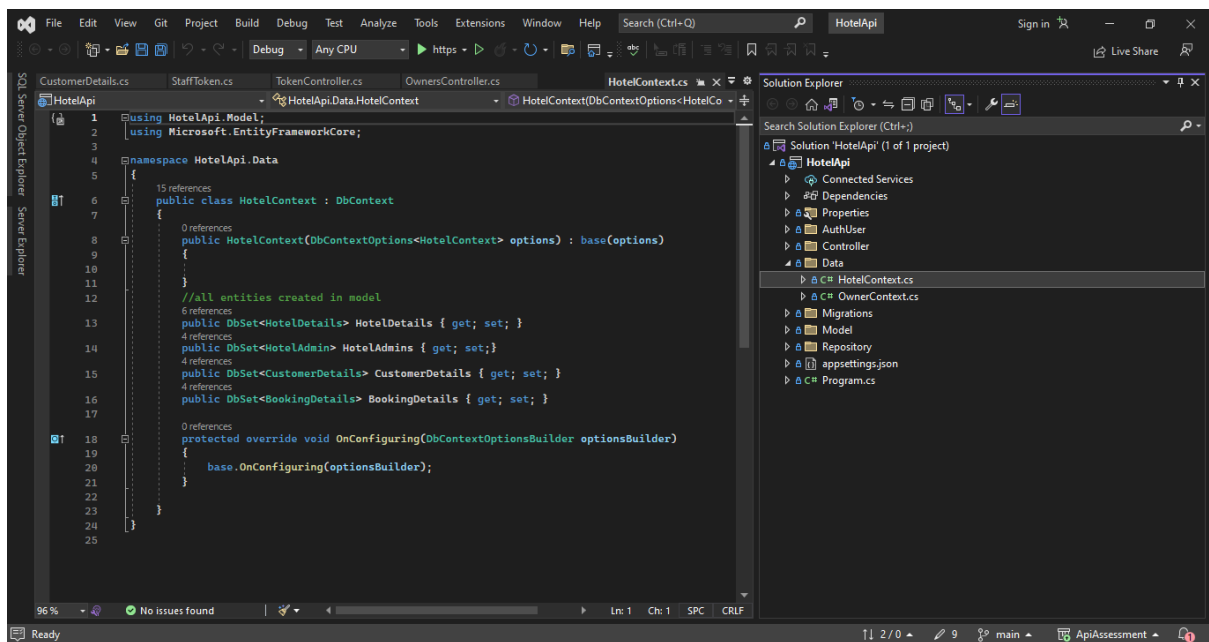 File Edit View Git Project Build Debug Test Analyze Tools Extensions Window Help Search (Ctrl+Q) HotelApi Sign in
Debug Any CPU https Live Share
SQL Server Object Explorer
Server Explorer
CustomerDetails.cs StaffToken.cs TokenController.cs OwnersController.cs HotelContext.cs
HotelApi HotelApi.Data.HotelContext HotelContext(DbContextOptions<HotelCo
1 using HotelApi.Model;
2 using Microsoft.EntityFrameworkCore;
3
4 namespace HotelApi.Data
5 {
15 references
6 public class HotelContext : DbContext
7 {
0 references
8 public HotelContext(DbContextOptions<HotelContext> options) : base(options)
9 {
10
11 }
12 //all entities created in model
6 references
13 public DbSet<HotelDetails> HotelDetails { get; set; }
4 references
14 public DbSet<HotelAdmin> HotelAdmins { get; set;}
4 references
15 public DbSet<CustomerDetails> CustomerDetails { get; set; }
4 references
16 public DbSet<BookingDetails> BookingDetails { get; set; }
17
0 references
18 protected override void OnConfiguring(DbContextOptionsBuilder optionsBuilder)
19 {
20 base.OnConfiguring(optionsBuilder);
21 }
22
23 }
24 }
25
96 % No issues found Ln: 1 Ch: 1 SPC CRLF
Solution Explorer
Search Solution Explorer (Ctrl+;)
Solution 'HotelApi' (1 of 1 project)
HotelApi
Connected Services
Dependencies
Properties
AuthUser
Controller
Data
C# HotelContext.cs
C# OwnerContext.cs
Migrations
Model
Repository
appsettings.json
C# Program.cs
Ready 2 / 0 9 main ApiAssessment 1